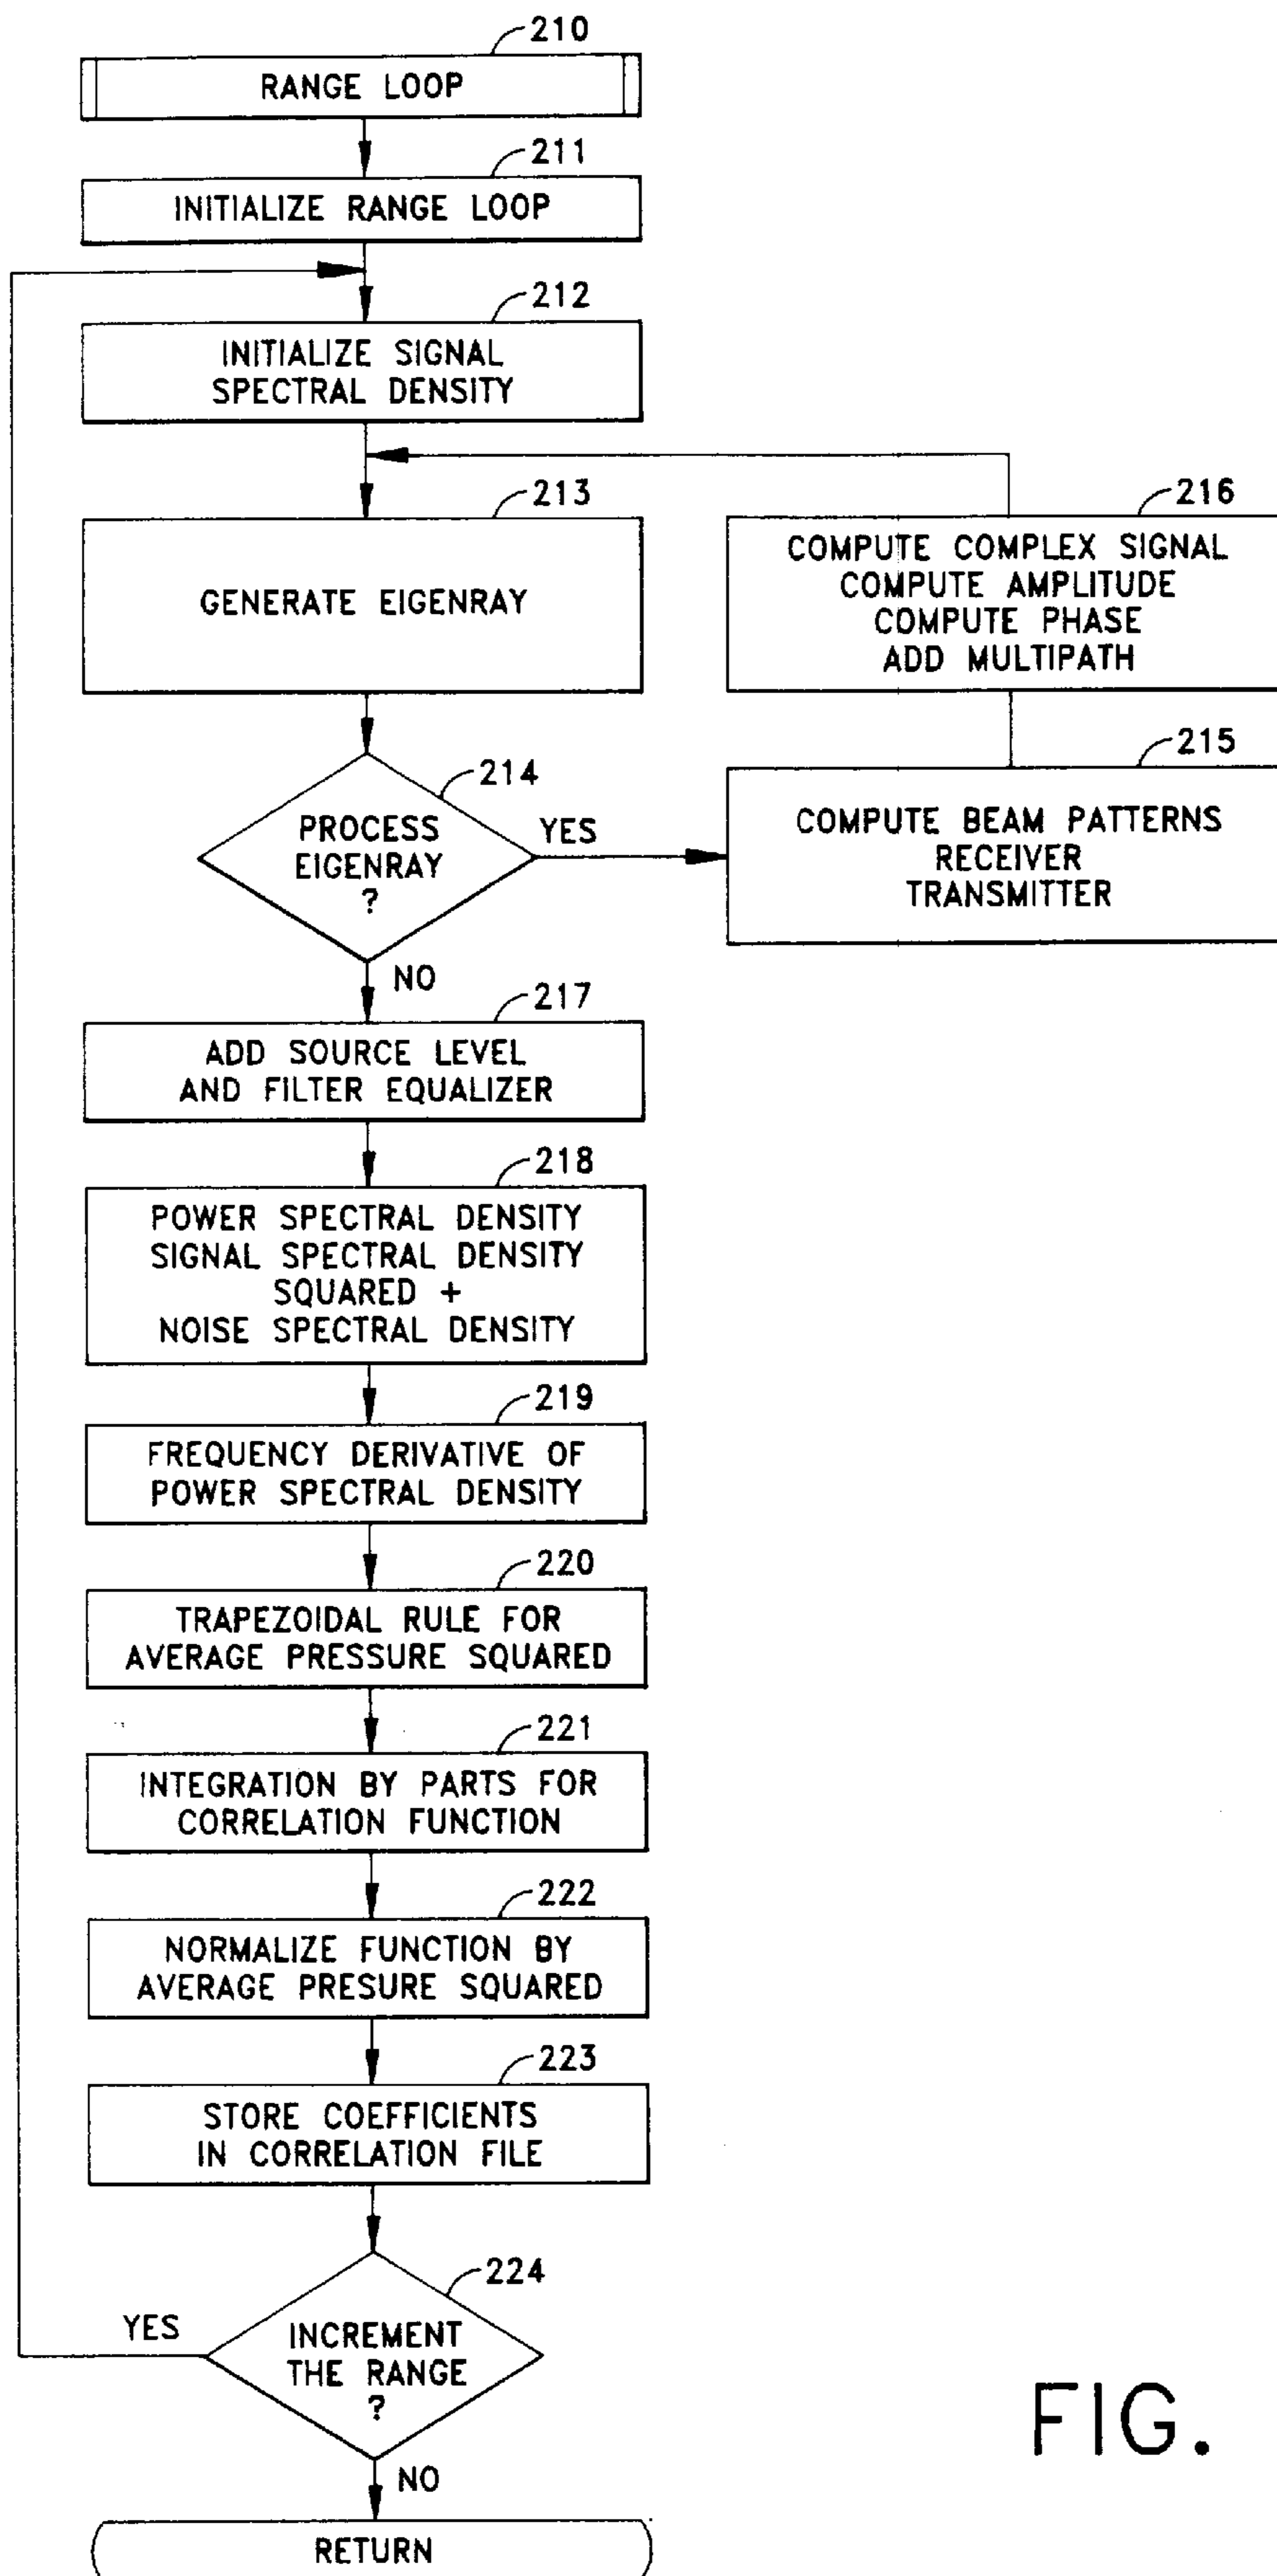 210
RANGE LOOP
211
INITIALIZE RANGE LOOP
212
INITIALIZE SIGNAL
SPECTRAL DENSITY
213
GENERATE EIGENRAY
216
COMPUTE COMPLEX SIGNAL
COMPUTE AMPLITUDE
COMPUTE PHASE
ADD MULTIPATH
214
PROCESS
EIGENRAY
?
YES
215
COMPUTE BEAM PATTERNS
RECEIVER
TRANSMITTER
NO
217
ADD SOURCE LEVEL
AND FILTER EQUALIZER
218
POWER SPECTRAL DENSITY
SIGNAL SPECTRAL DENSITY
SQUARED +
NOISE SPECTRAL DENSITY
219
FREQUENCY DERIVATIVE OF
POWER SPECTRAL DENSITY
220
TRAPEZOIDAL RULE FOR
AVERAGE PRESSURE SQUARED
221
INTEGRATION BY PARTS FOR
CORRELATION FUNCTION
222
NORMALIZE FUNCTION BY
AVERAGE PRESURE SQUARED
223
STORE COEFFICIENTS
IN CORRELATION FILE
224
YES
INCREMENT
THE RANGE
?
NO
RETURN
FIG.